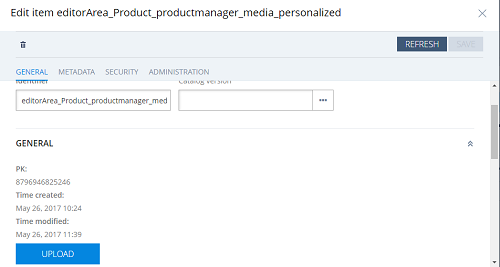 Edit item editorArea_Product_productmanager_media_personalized
REFRESH SAVE
GENERAL METADATA SECURITY ADMINISTRATION
Identifier Catalog version
editorArea_Product_productmanager_med
GENERAL
PK:
8796946825246
Time created:
May 26, 2017 10:24
Time modified:
May 26, 2017 11:39
UPLOAD